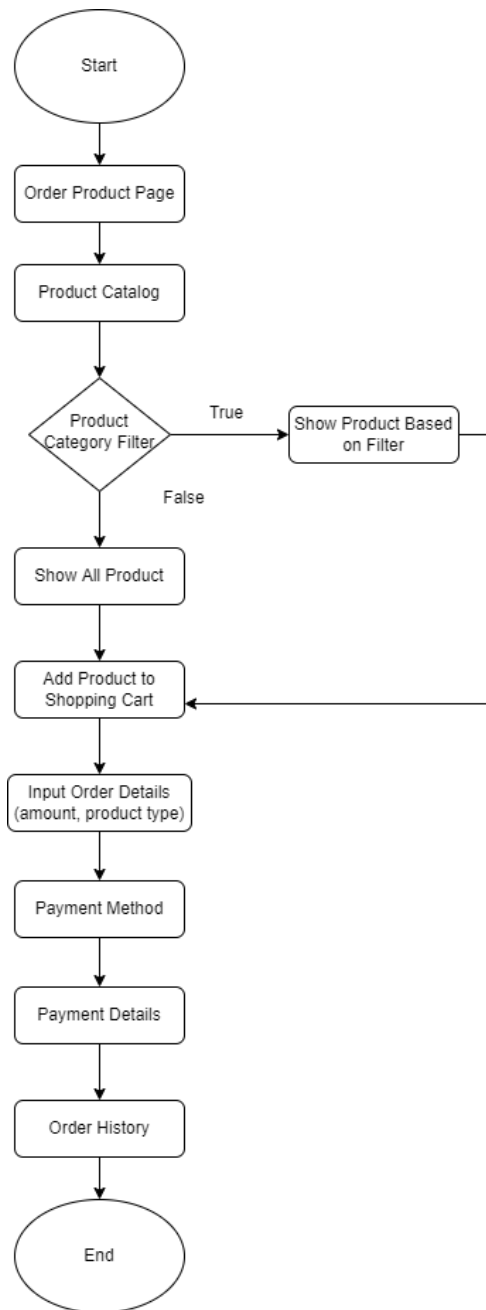 Start
Order Product Page
Product Catalog
Product
Category Filter
True
Show Product Based
on Filter
False
Show All Product
Add Product to
Shopping Cart
Input Order Details
(amount, product type)
Payment Method
Payment Details
Order History
End